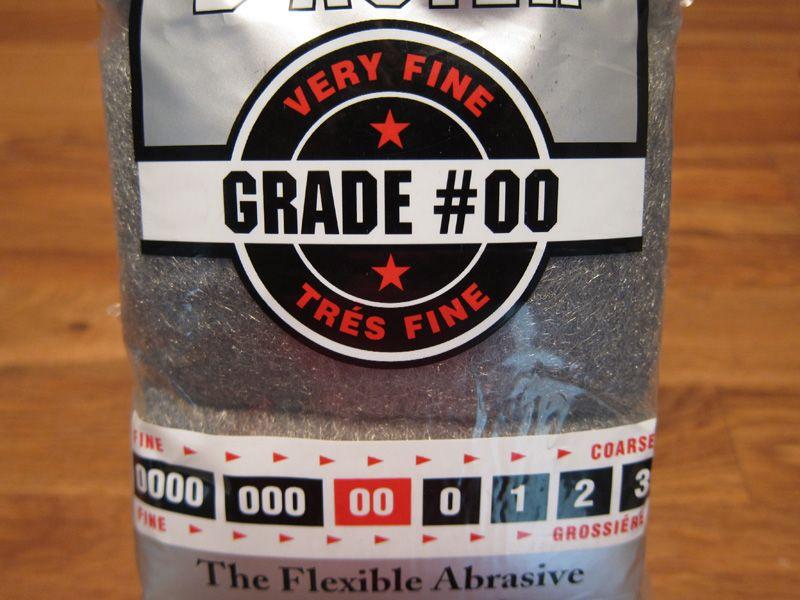 VERY FINE
GRADE #00
TRÉS FINE
FINE COARSE
0000 000 00 0 1 2 3
FINE GROSSIÉRE
The Flexible Abrasive